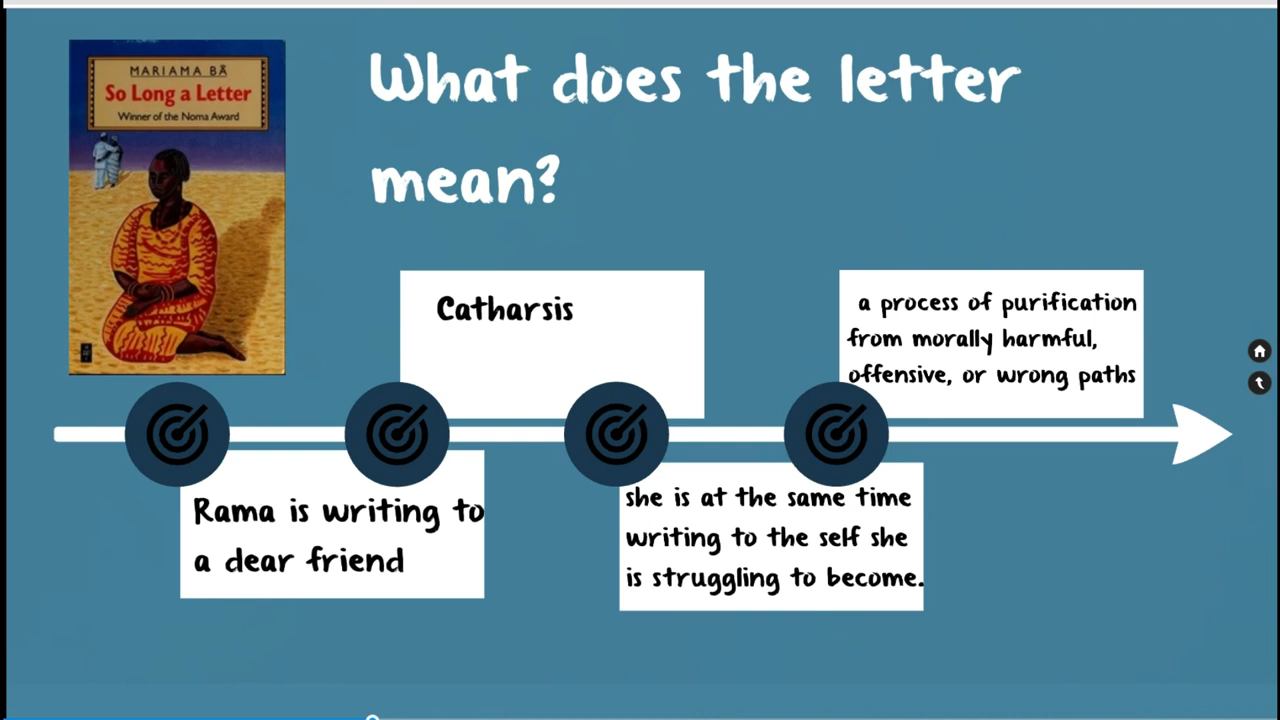 MARIAMA BÂ
So Long a Letter
Winner of the Noma Award
What does the letter
mean?
Rama is writing to
a dear friend
Catharsis
she is at the same time
writing to the self she
is struggling to become.
a process of purification
from morally harmful,
offensive, or wrong paths